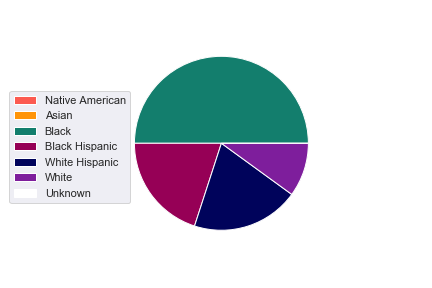 Native American
Asian
Black
Black Hispanic
White Hispanic
White
Unknown